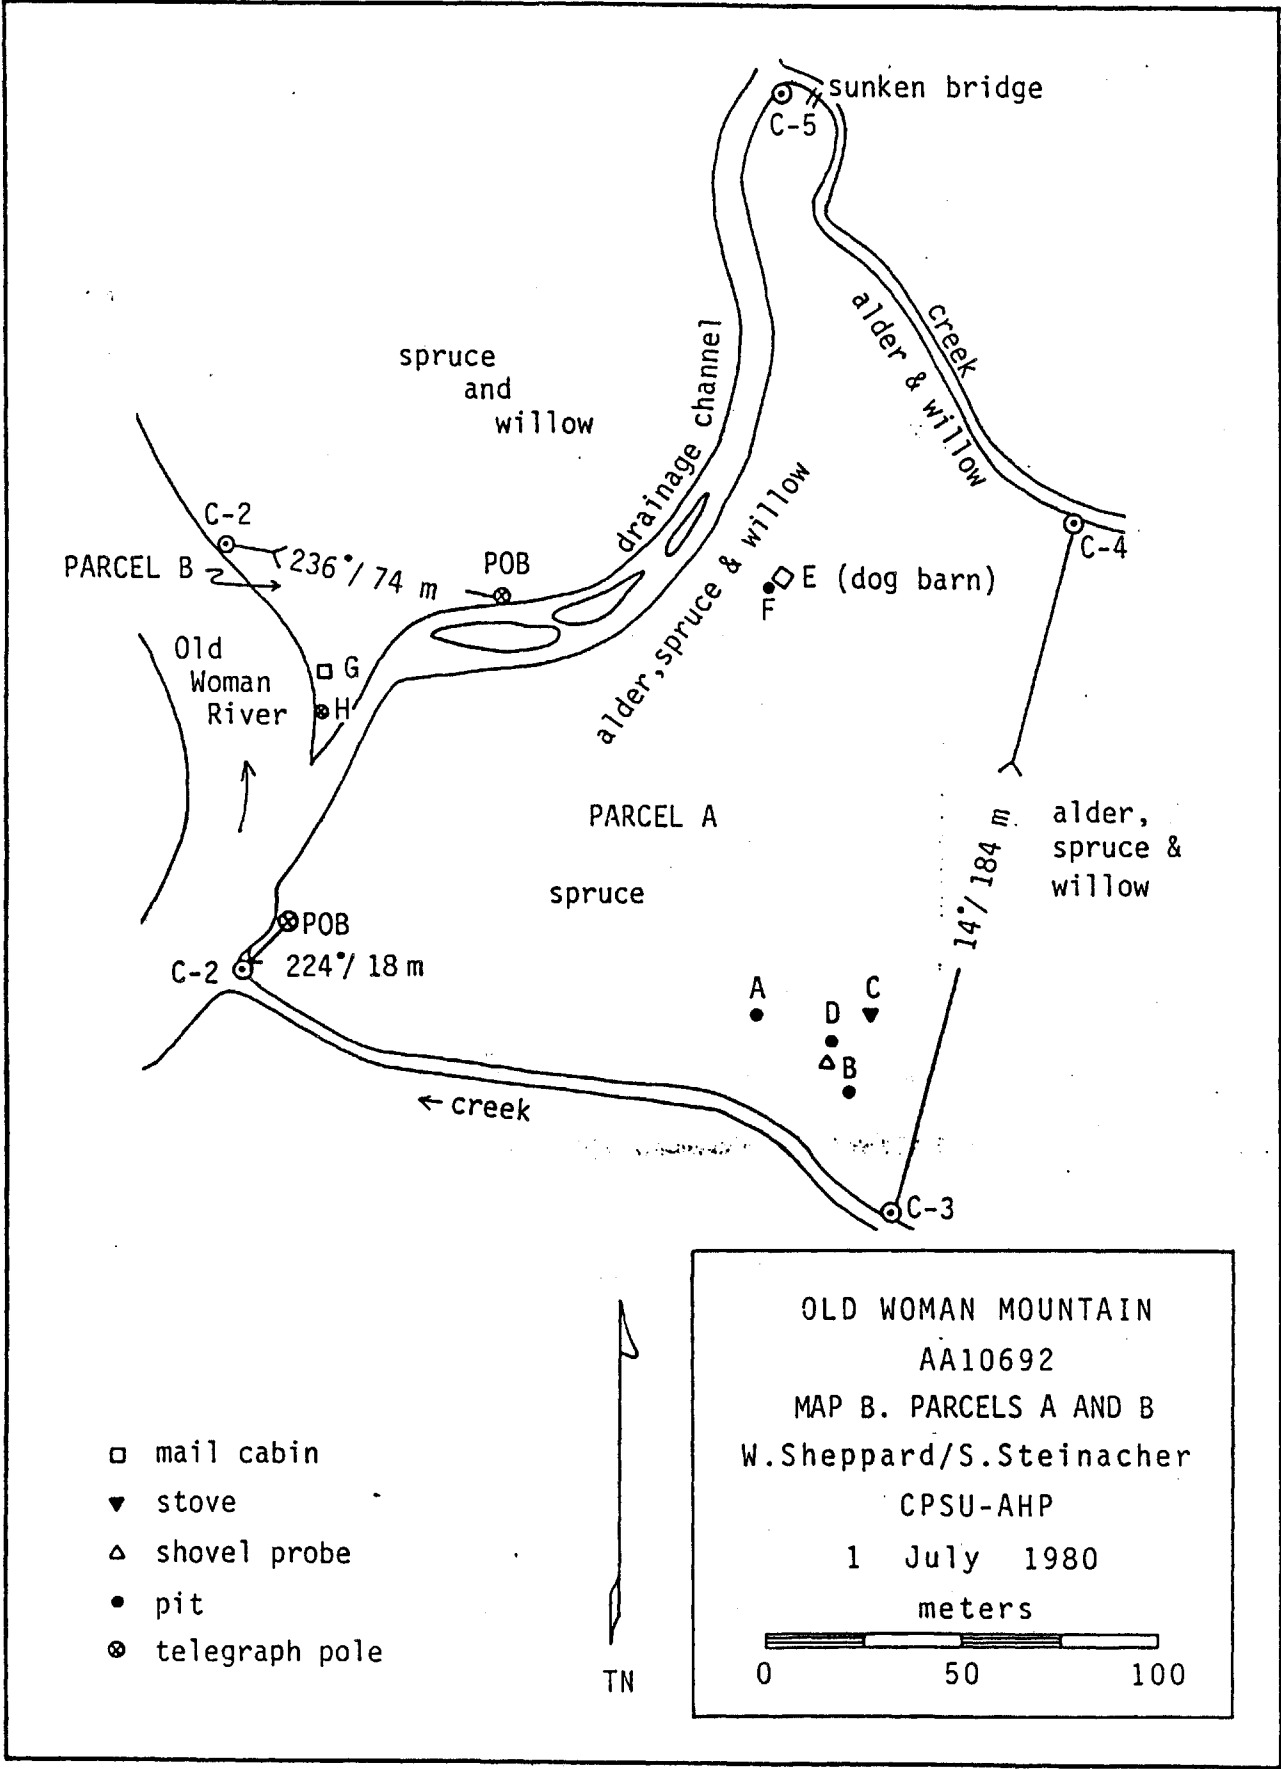 sunken bridge
C-5
creek
alder & willow
spruce
and
willow
drainage channel
C-2
236°/74 m
POB
PARCEL B
alder, spruce & willow
E (dog barn)
F
C-4
Old
Woman
River
G
H
PARCEL A
alder,
spruce &
willow
14°/184 m
spruce
POB
C-2
224°/18 m
A
C
D
B
← creek
C-3
OLD WOMAN MOUNTAIN
AA10692
MAP B. PARCELS A AND B
W.Sheppard/S.Steinacher
CPSU-AHP
1 July 1980
meters
0 50 100
mail cabin
stove
shovel probe
pit
telegraph pole
TN